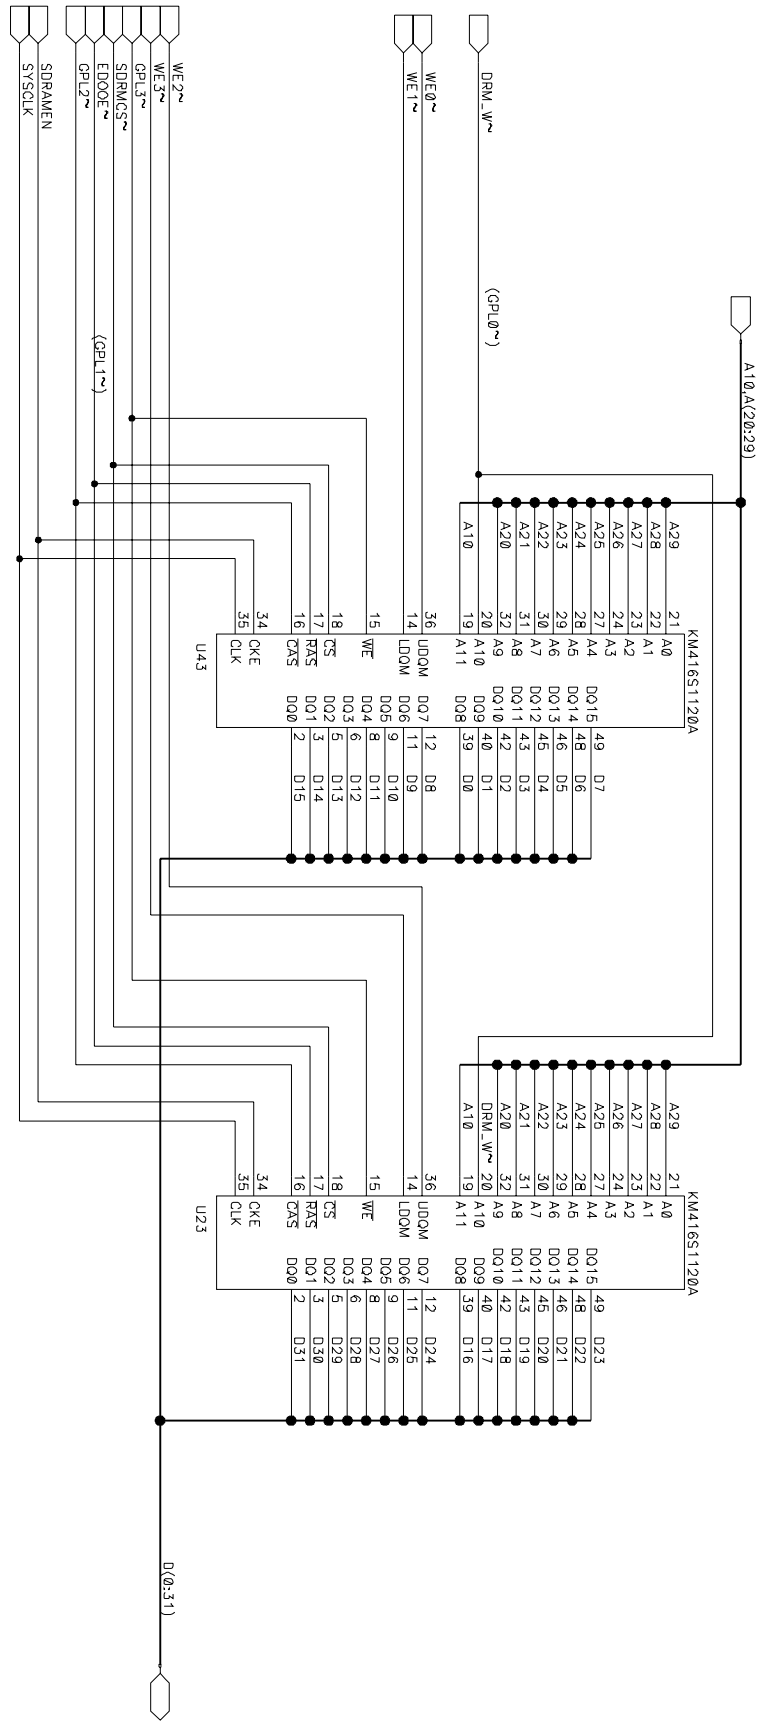 A10,A(20:29)
DRM_W~
(GPL0~)
WE0~
WE1~
WE2~
WE3~
GPL3~
SDRMCS~
EDOOE~
(GPL1~)
GPL2~
SDRAMEN
SYSCLK
KM416S1120A
A29 21 A0
A28 22 A1
A27 23 A2
A26 24 A3
A25 27 A4 DQ15 49 D7
A24 28 A5 DQ14 48 D6
A23 29 A6 DQ13 46 D5
A22 30 A7 DQ12 45 D4
A21 31 A8 DQ11 43 D3
A20 32 A9 DQ10 42 D2
20 A10 DQ9 40 D1
A10 19 A11 DQ8 39 D0
36 UDQM DQ7 12 D8
14 LDQM DQ6 11 D9
DQ5 9 D10
15 WE DQ4 8 D11
DQ3 6 D12
18 CS DQ2 5 D13
17 RAS DQ1 3 D14
16 CAS DQ0 2 D15
34 CKE
35 CLK
U43
KM416S1120A
A29 21 A0
A28 22 A1
A27 23 A2
A26 24 A3
A25 27 A4 DQ15 49 D23
A24 28 A5 DQ14 48 D22
A23 29 A6 DQ13 46 D21
A22 30 A7 DQ12 45 D20
A21 31 A8 DQ11 43 D19
A20 32 A9 DQ10 42 D18
DRM_W~ 20 A10 DQ9 40 D17
A10 19 A11 DQ8 39 D16
36 UDQM DQ7 12 D24
14 LDQM DQ6 11 D25
DQ5 9 D26
15 WE DQ4 8 D27
DQ3 6 D28
18 CS DQ2 5 D29
17 RAS DQ1 3 D30
16 CAS DQ0 2 D31
34 CKE
35 CLK
U23
D(0:31)